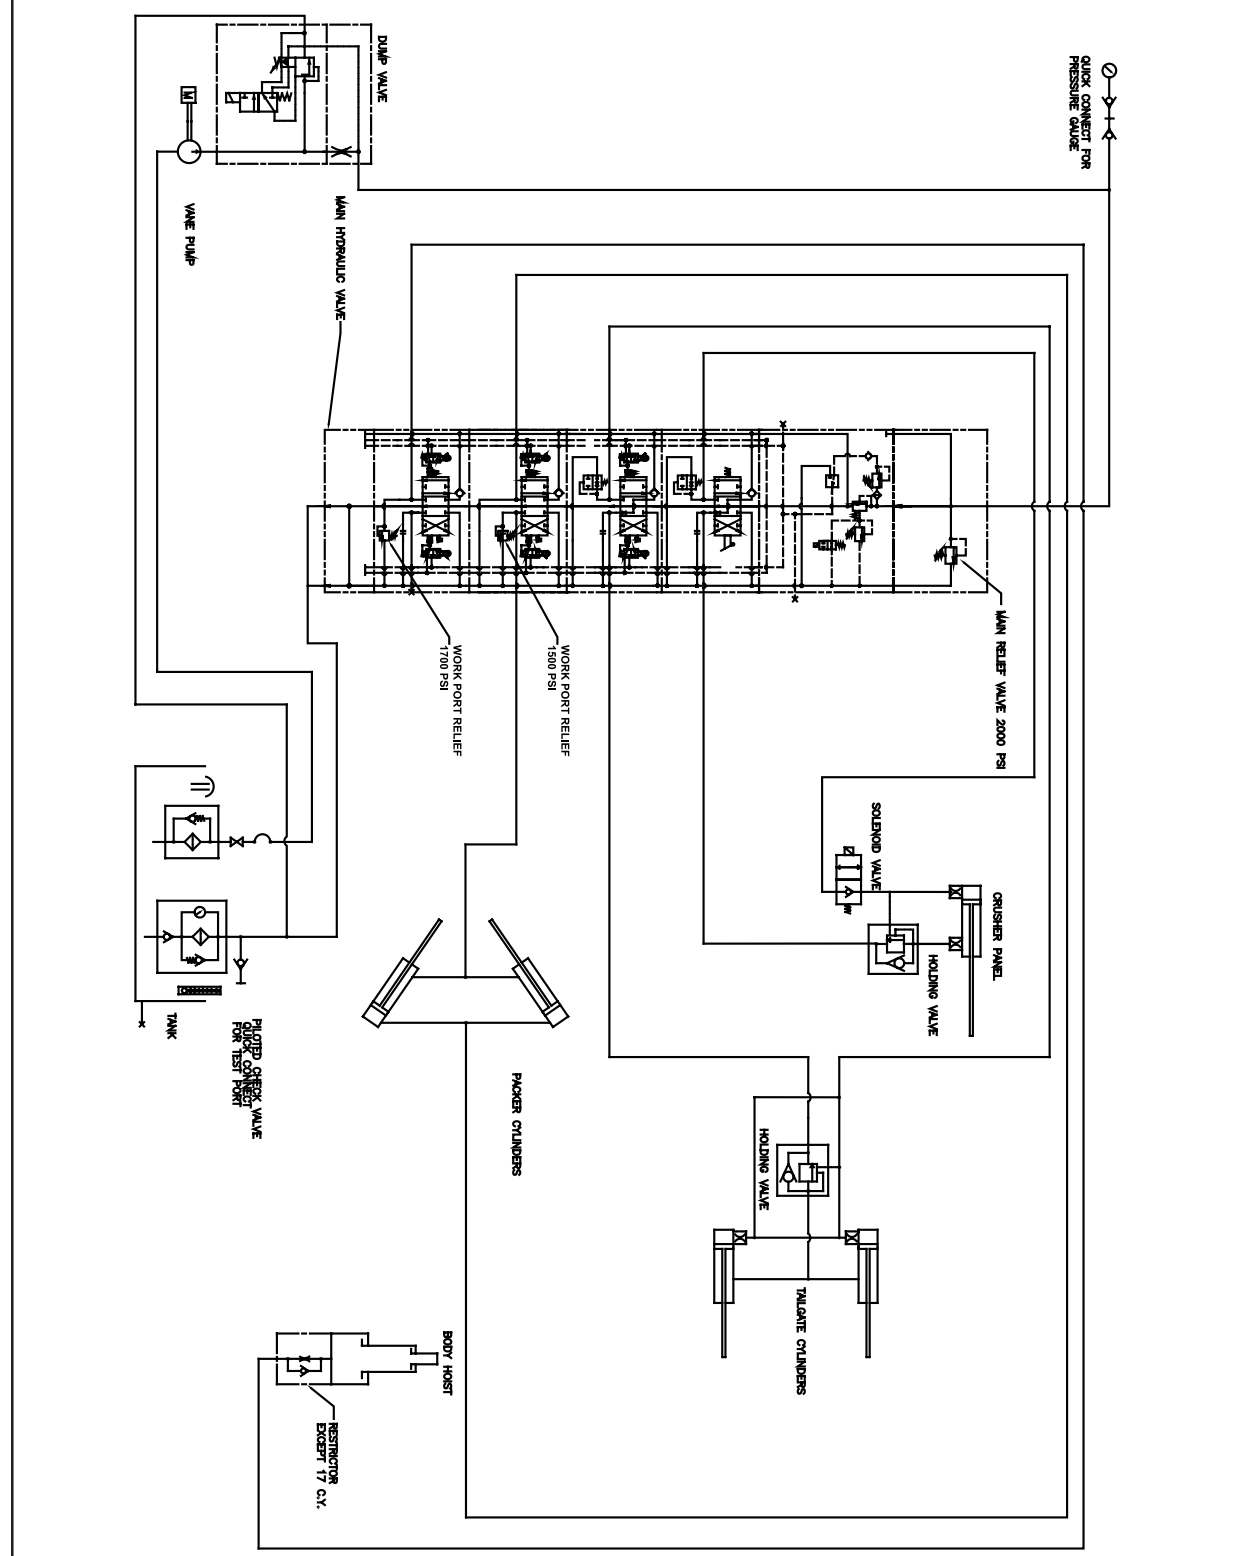 QUICK CONNECT FOR
PRESSURE GAUGE
DUMP VALVE
VANE PUMP
MAIN HYDRAULIC VALVE
MAIN RELIEF VALVE 2000 PSI
WORK PORT RELIEF
1500 PSI
WORK PORT RELIEF
1700 PSI
SOLENOID VALVE
CRUSHER PANEL
HOLDING VALVE
TANK
PILOTED CHECK VALVE
QUICK CONNECT
FOR TEST PORT
PACKER CYLINDERS
HOLDING VALVE
TAILGATE CYLINDERS
BODY HOIST
RESTRICTOR
EXCEPT 17 C.Y.
M